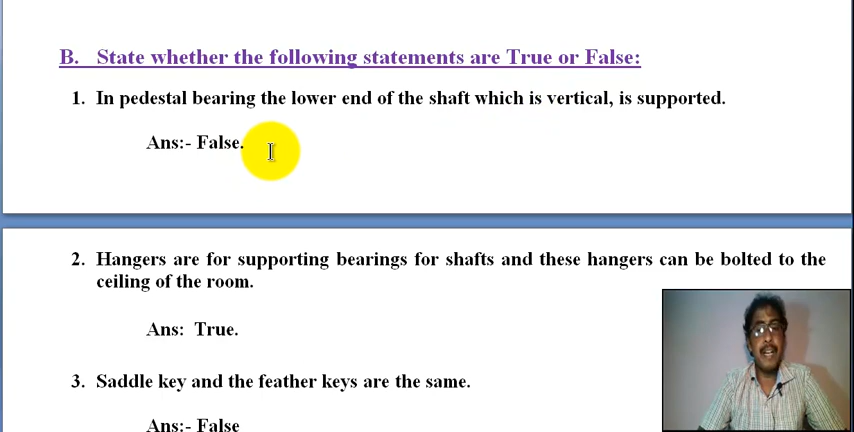 B. State whether the following statements are True or False:
1. In pedestal bearing the lower end of the shaft which is vertical, is supported.
Ans:- False.
2. Hangers are for supporting bearings for shafts and these hangers can be bolted to the
ceiling of the room.
Ans: True.
3. Saddle key and the feather keys are the same.
Ans:- False